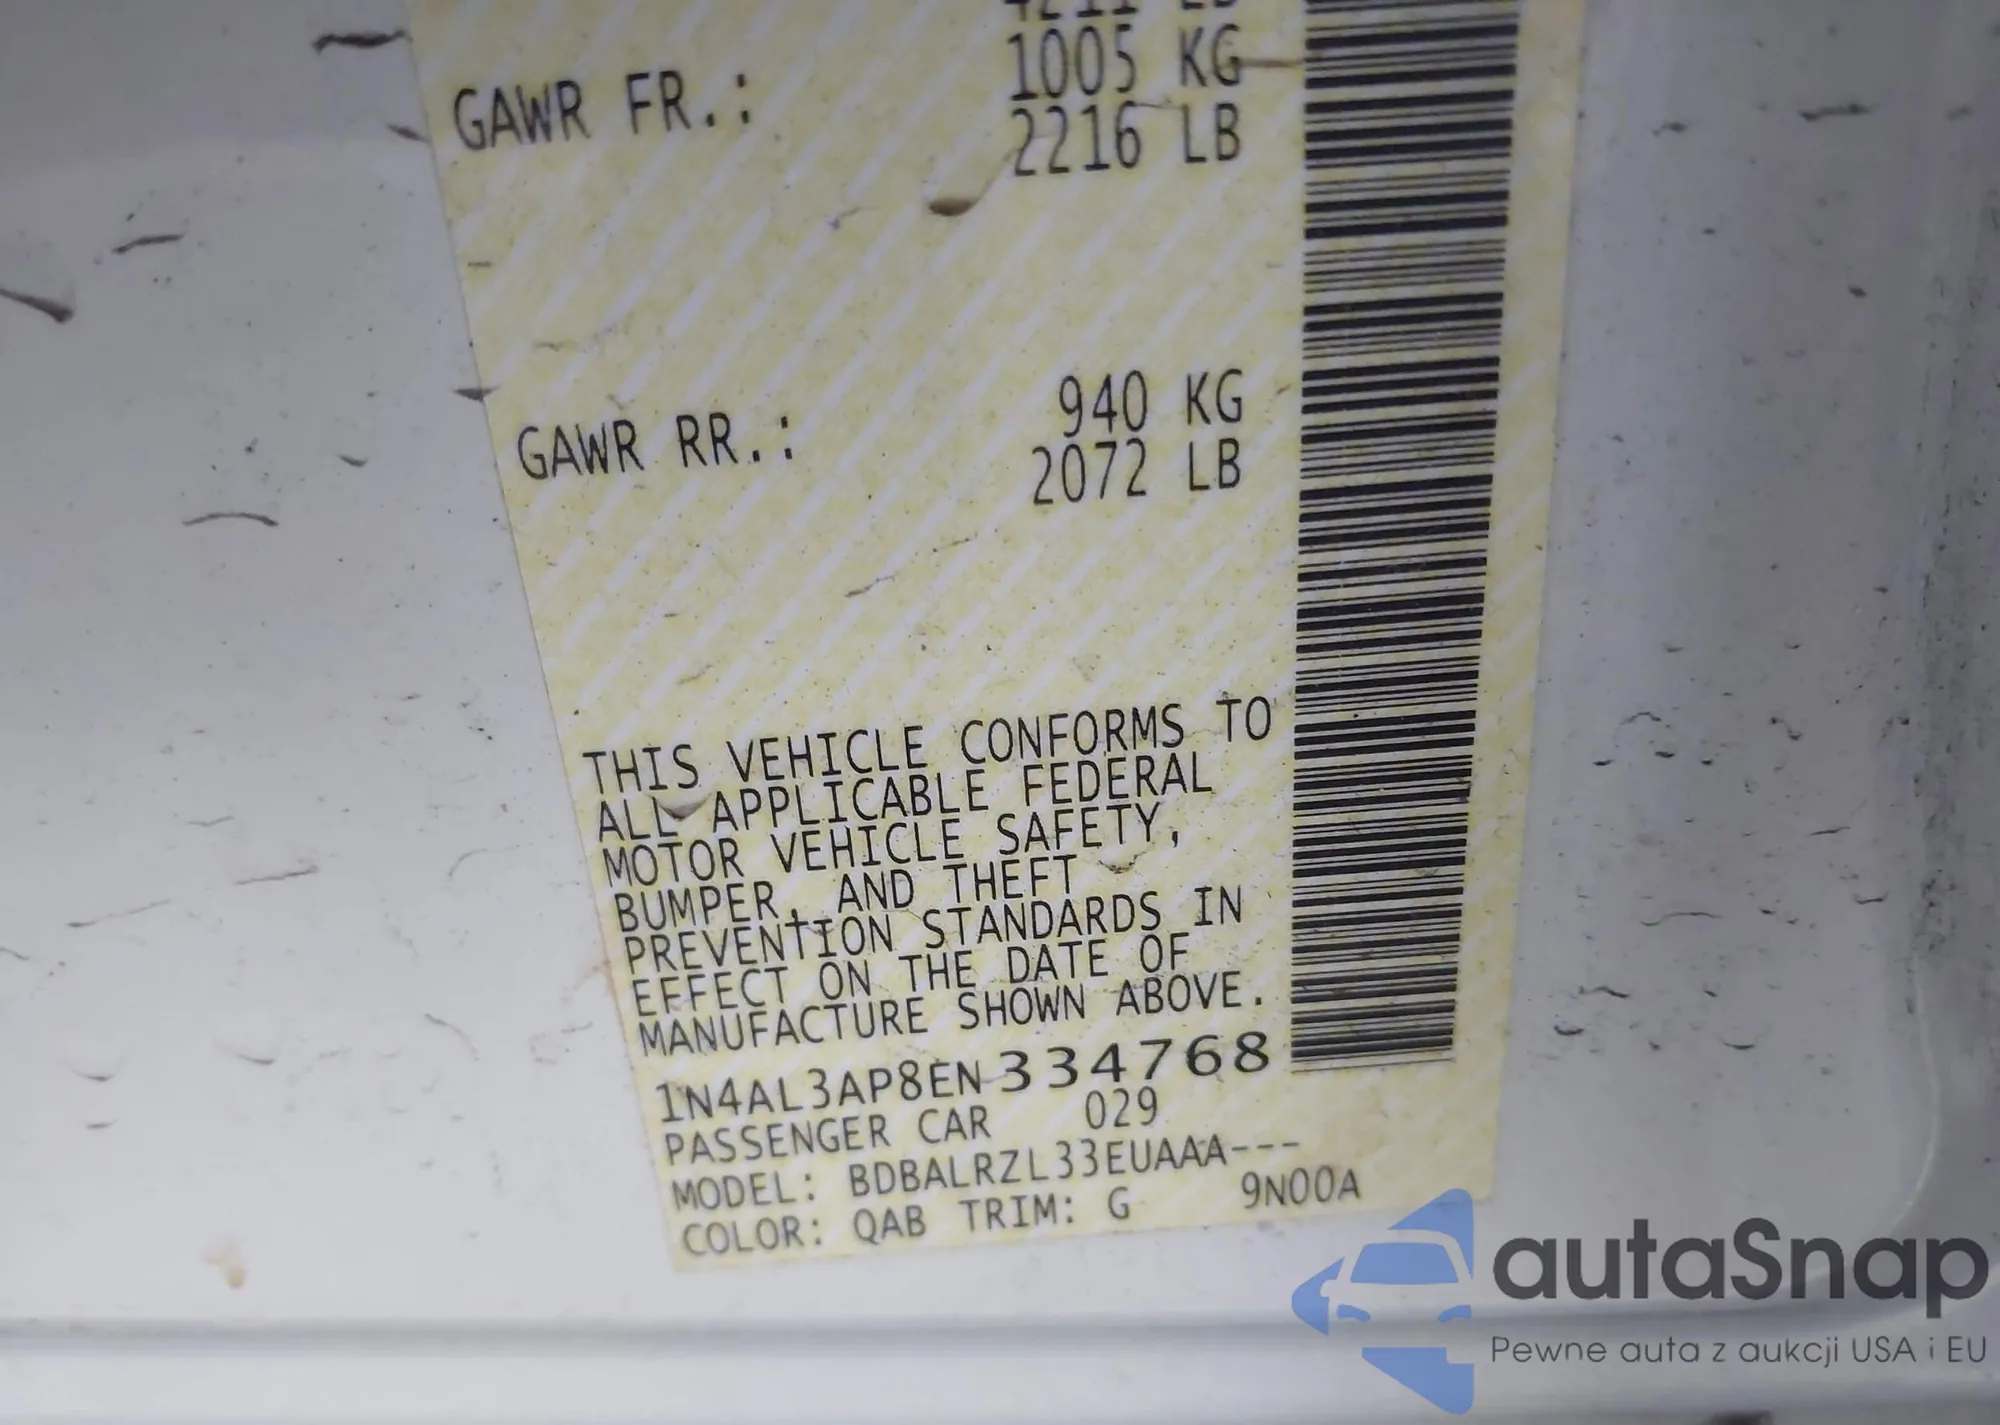 4211 LB
GAWR FR.: 1005 KG
2216 LB
GAWR RR.: 940 KG
2072 LB
THIS VEHICLE CONFORMS TO
ALL APPLICABLE FEDERAL
MOTOR VEHICLE SAFETY,
BUMPER, AND THEFT
PREVENTION STANDARDS IN
EFFECT ON THE DATE OF
MANUFACTURE SHOWN ABOVE.
1N4AL3AP8EN334768
PASSENGER CAR 029
MODEL: BDBALRZL33EUAAA---
COLOR: QAB TRIM: G 9N00A
autaSnap
Pewne auta z aukcji USA i EU